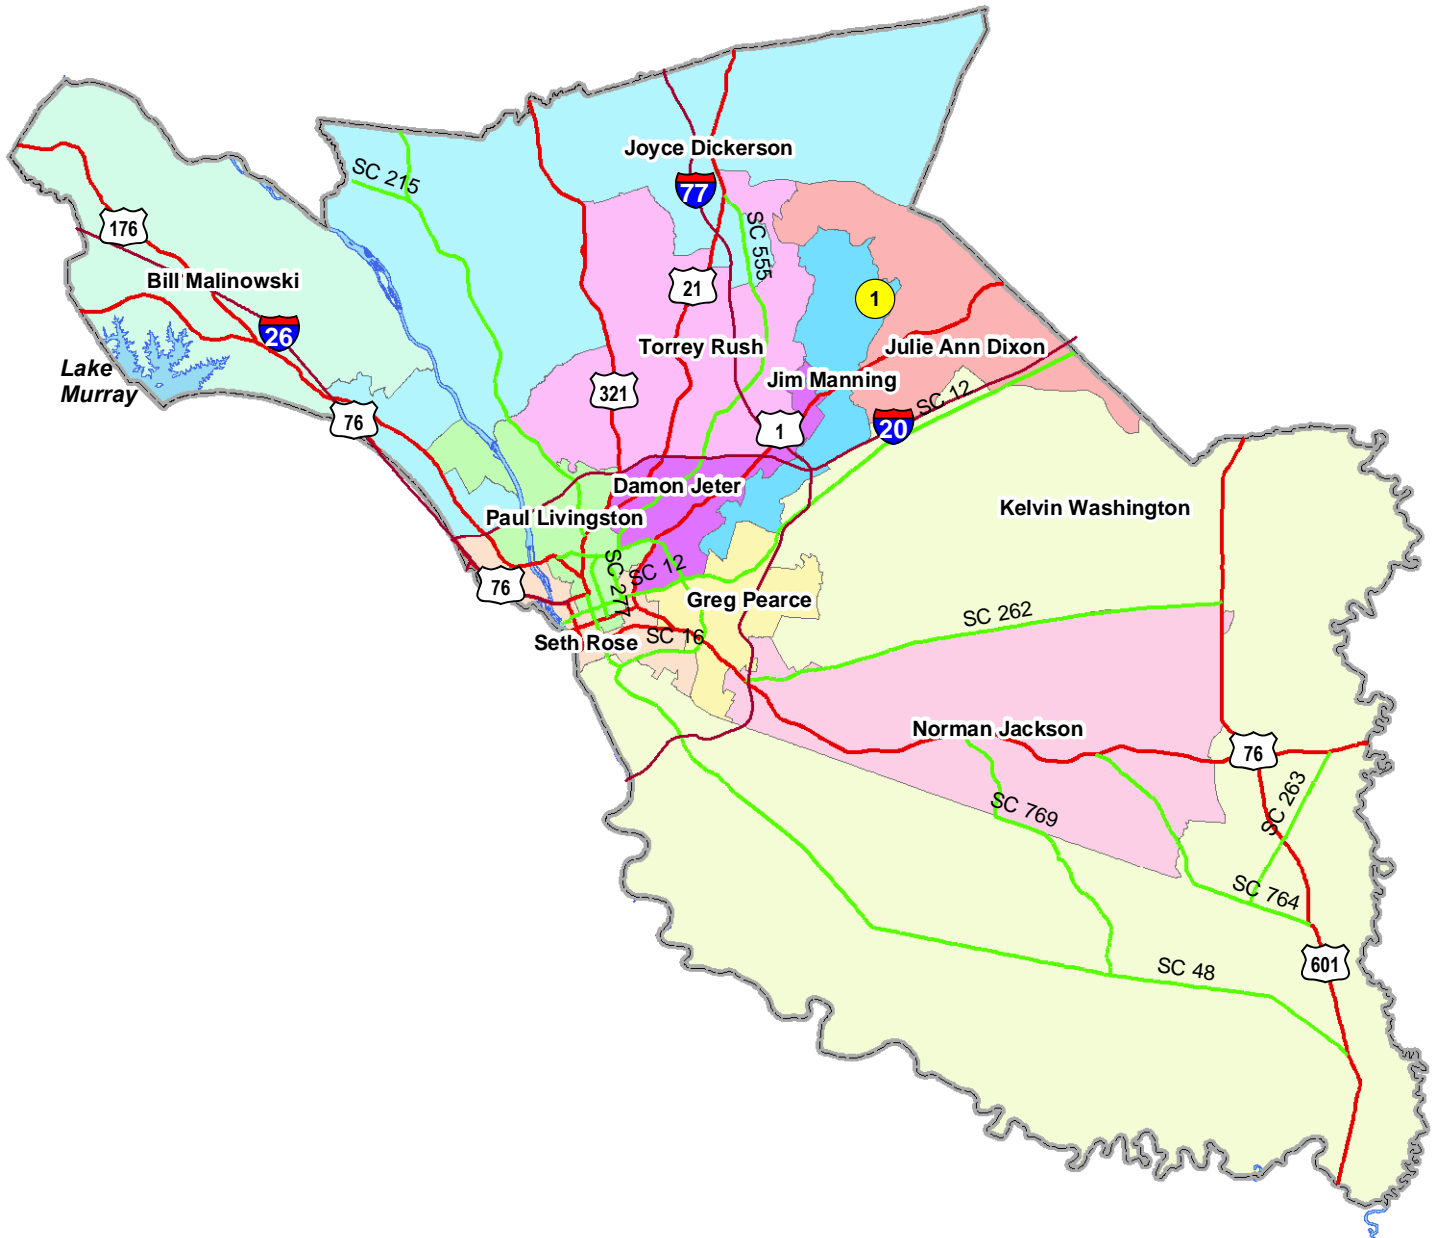 Joyce Dickerson
SC 215
77
176
SC 555
Bill Malinowski
21
1
26
Torrey Rush
Julie Ann Dixon
Lake
Murray
Jim Manning
321
SC 12
76
1
20
Damon Jeter
Kelvin Washington
Paul Livingston
SC 277
SC 12
76
Greg Pearce
SC 262
Seth Rose
SC 16
Norman Jackson
76
SC 769
SC 263
SC 764
601
SC 48